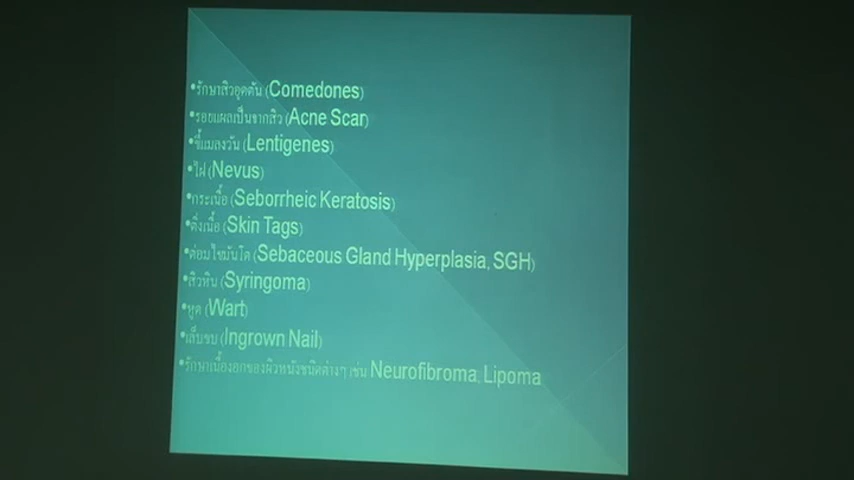 •รักษาสิวอุดตัน (Comedones)
•รอยแผลเป็นจากสิว (Acne Scar)
•ขี้แมลงวัน (Lentigenes)
•ไฝ (Nevus)
•กระเนื้อ (Seborrheic Keratosis)
•ติ่งเนื้อ (Skin Tags)
•ต่อมไขมันโต (Sebaceous Gland Hyperplasia, SGH)
•สิวหิน (Syringoma)
•หูด (Wart)
•เล็บขบ (Ingrown Nail)
•รักษาเนื้องอกของผิวหนังชนิดต่างๆ เช่น Neurofibroma, Lipoma